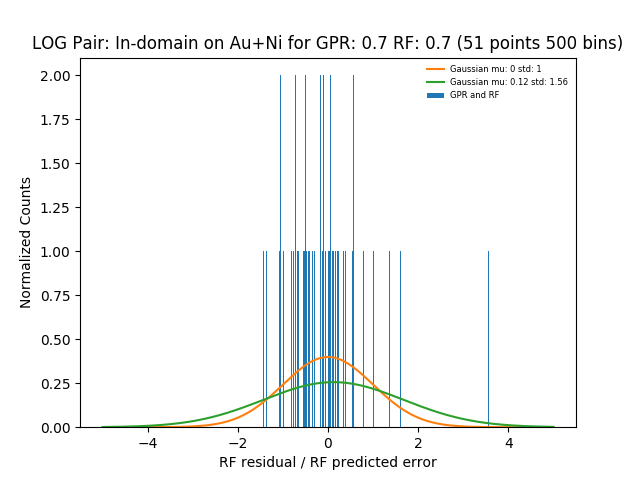 LOG Pair: In-domain on Au+Ni for GPR: 0.7 RF: 0.7 (51 points 500 bins)
Gaussian mu: 0 std: 1
Gaussian mu: 0.12 std: 1.56
GPR and RF
Normalized Counts
2.00
1.75
1.50
1.25
1.00
0.75
0.50
0.25
0.00
−4
−2
0
2
4
RF residual / RF predicted error